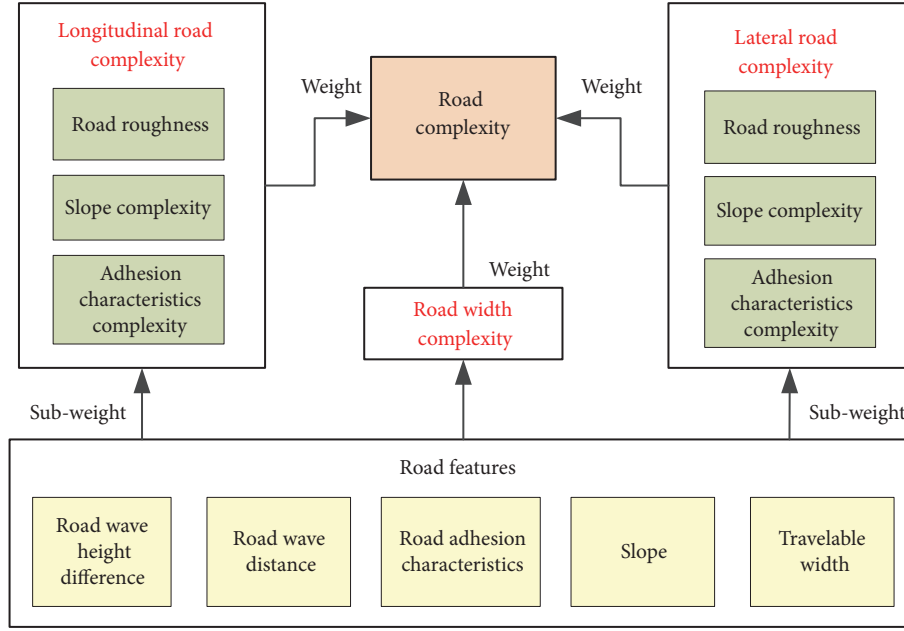 Longitudinal road
complexity
Road roughness
Slope complexity
Adhesion
characteristics
complexity
Weight
Road
complexity
Weight
Lateral road
complexity
Road roughness
Slope complexity
Adhesion
characteristics
complexity
Weight
Road width
complexity
Sub-weight
Sub-weight
Road features
Road wave
height
difference
Road wave
distance
Road adhesion
characteristics
Slope
Travelable
width